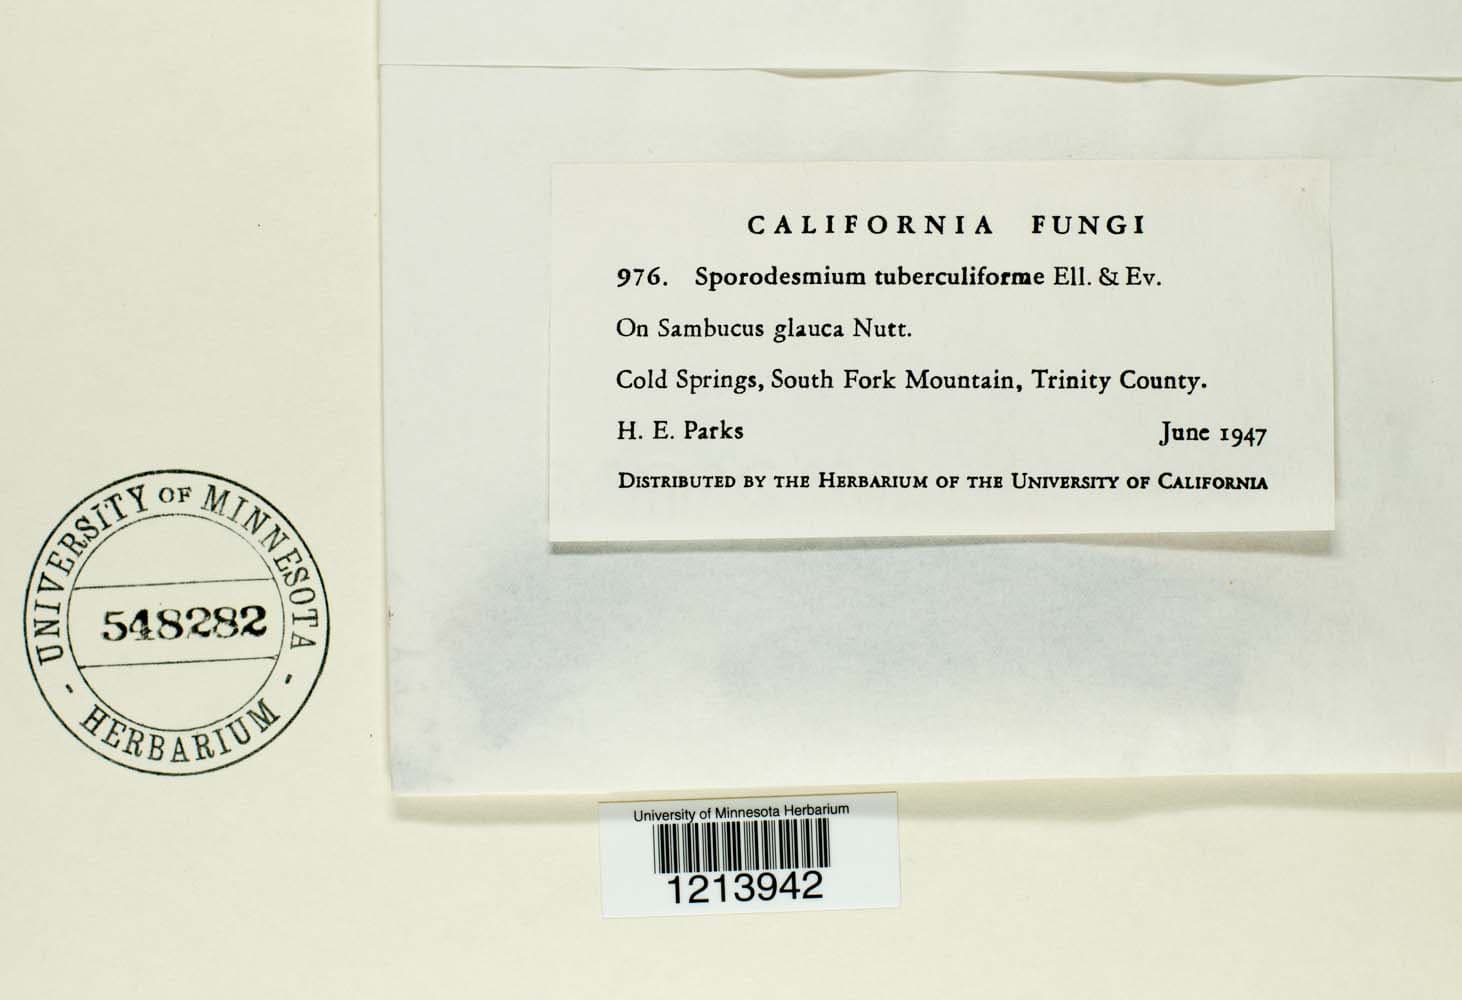 CALIFORNIA FUNGI
976. Sporodesmium tuberculiforme Ell. & Ev.
On Sambucus glauca Nutt.
Cold Springs, South Fork Mountain, Trinity County.
H. E. Parks June 1947
DISTRIBUTED BY THE HERBARIUM OF THE UNIVERSITY OF CALIFORNIA
UNIVERSITY OF MINNESOTA
548282
- HERBARIUM -
University of Minnesota Herbarium
1213942